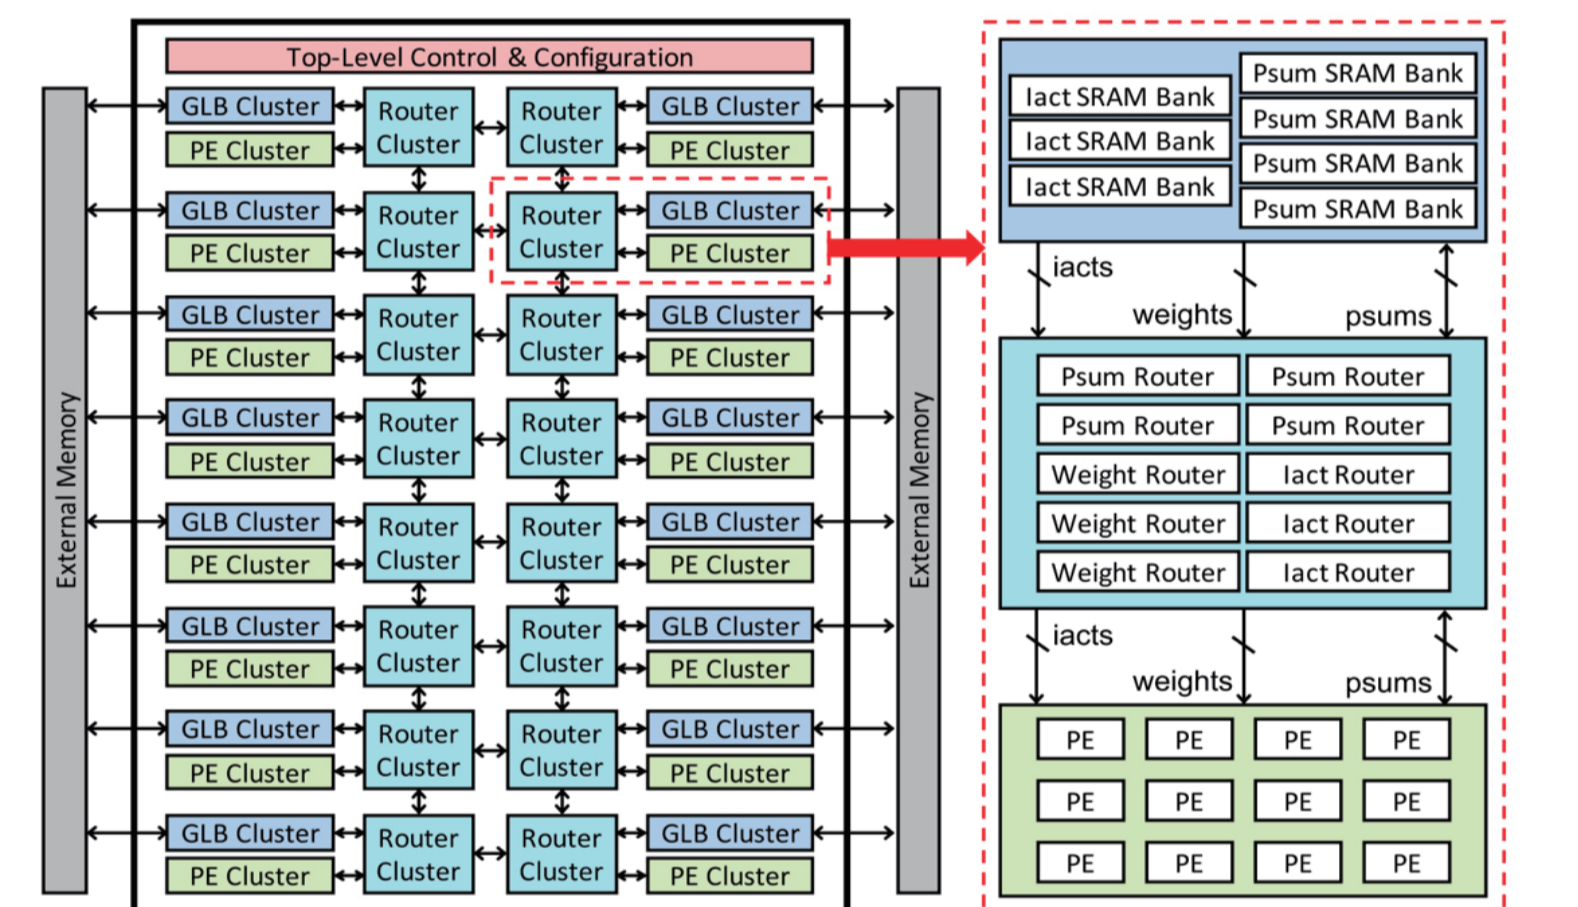 Top-Level Control & Configuration
External Memory
GLB Cluster
PE Cluster
Router
Cluster
Router
Cluster
GLB Cluster
PE Cluster
GLB Cluster
PE Cluster
Router
Cluster
Router
Cluster
GLB Cluster
PE Cluster
GLB Cluster
PE Cluster
Router
Cluster
Router
Cluster
GLB Cluster
PE Cluster
GLB Cluster
PE Cluster
Router
Cluster
Router
Cluster
GLB Cluster
PE Cluster
GLB Cluster
PE Cluster
Router
Cluster
Router
Cluster
GLB Cluster
PE Cluster
GLB Cluster
PE Cluster
Router
Cluster
Router
Cluster
GLB Cluster
PE Cluster
GLB Cluster
PE Cluster
Router
Cluster
Router
Cluster
GLB Cluster
PE Cluster
GLB Cluster
PE Cluster
Router
Cluster
Router
Cluster
GLB Cluster
PE Cluster
External Memory
Iact SRAM Bank
Iact SRAM Bank
Iact SRAM Bank
Psum SRAM Bank
Psum SRAM Bank
Psum SRAM Bank
Psum SRAM Bank
iacts
weights
psums
Psum Router
Psum Router
Psum Router
Psum Router
Weight Router
Iact Router
Weight Router
Iact Router
Weight Router
Iact Router
iacts
weights
psums
PE PE PE PE
PE PE PE PE
PE PE PE PE